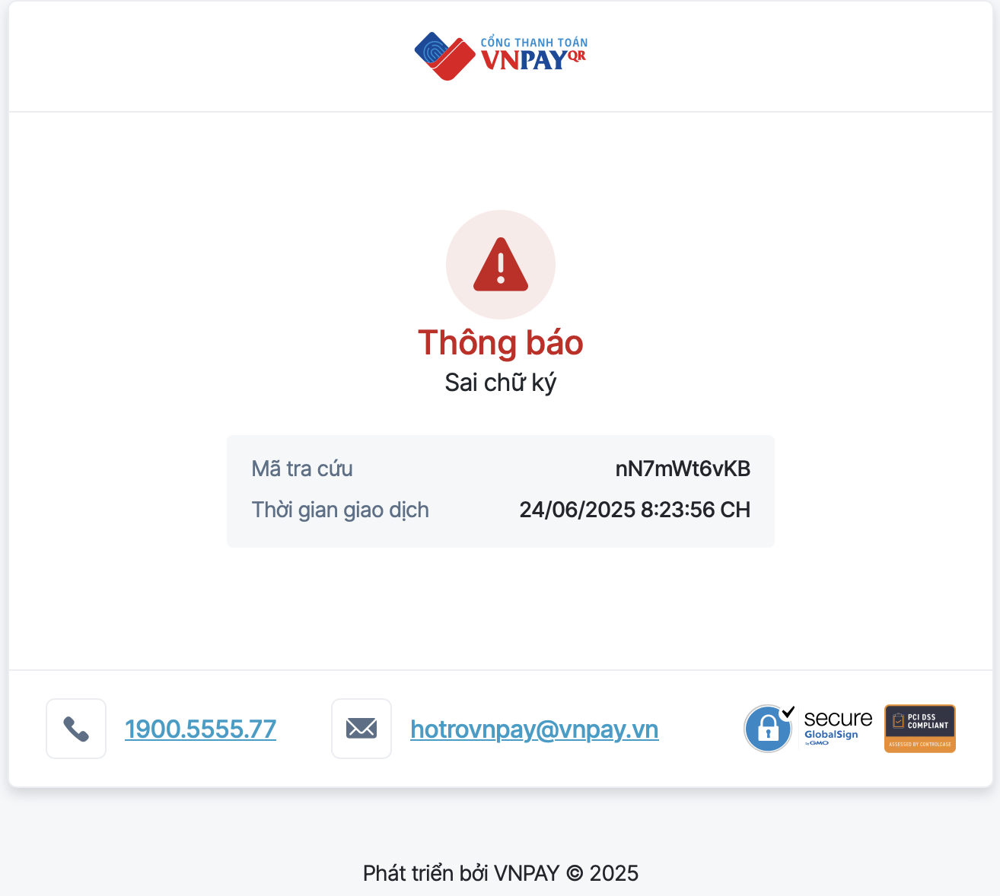 CỔNG THANH TOÁN
VNPAYQR
Thông báo
Sai chữ ký
Mã tra cứu nN7mWt6vKB
Thời gian giao dịch 24/06/2025 8:23:56 CH
1900.5555.77 hotrovnpay@vnpay.vn
secure
GlobalSign
by GMO
PCI DSS
COMPLIANT
ASSESSED BY CONTROLCASE
Phát triển bởi VNPAY © 2025